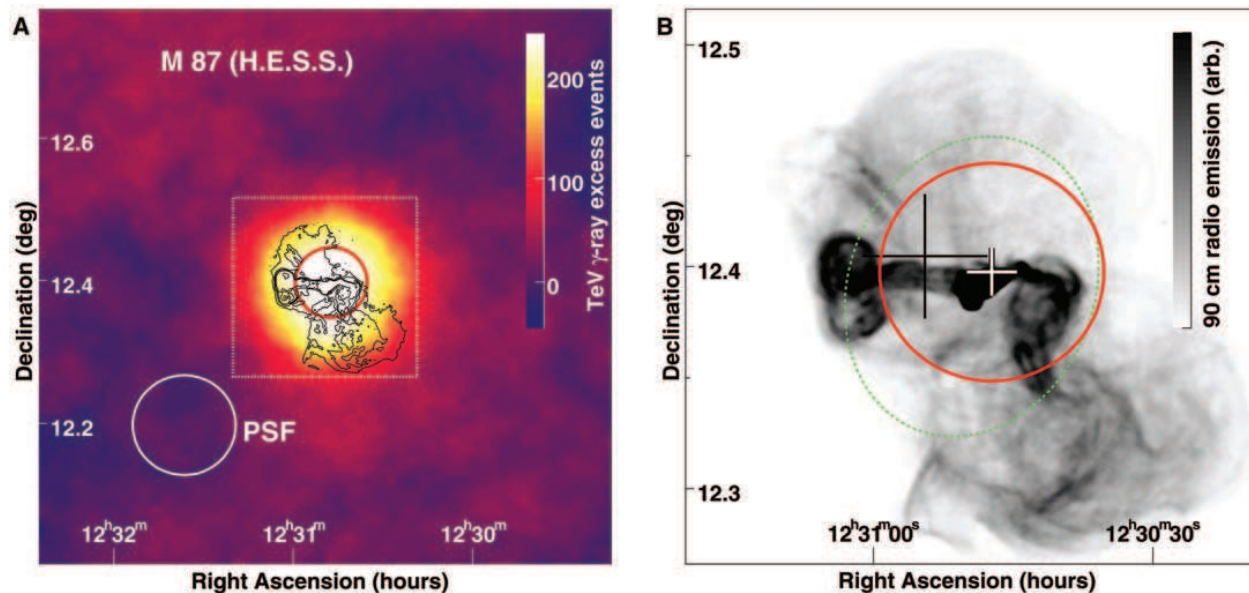 A
M 87 (H.E.S.S.)
200
100
0
TeV γ-ray excess events
12.6
12.4
12.2
Declination (deg)
PSF
12ʰ32ᵐ
12ʰ31ᵐ
12ʰ30ᵐ
Right Ascension (hours)
B
12.5
12.4
12.3
Declination (deg)
90 cm radio emission (arb.)
12ʰ31ᵐ00ˢ
12ʰ30ᵐ30ˢ
Right Ascension (hours)